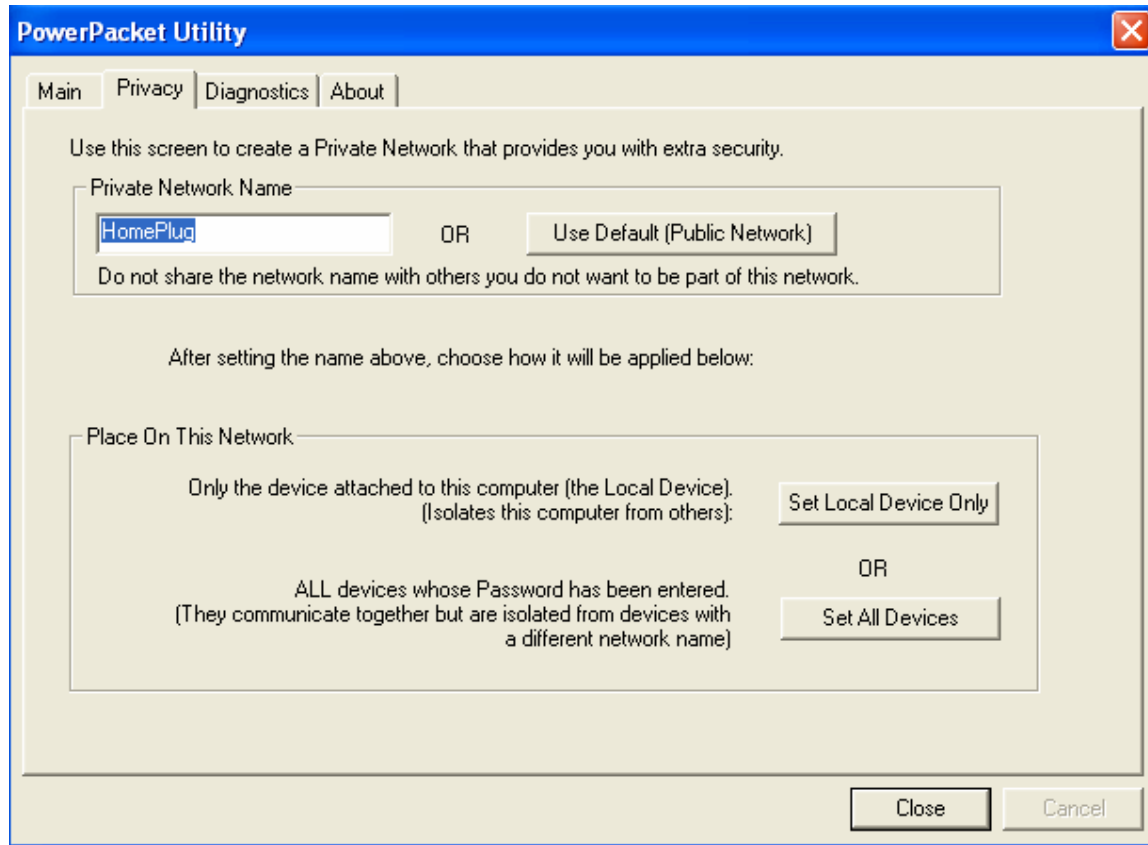 PowerPacket Utility
Main Privacy Diagnostics About
Use this screen to create a Private Network that provides you with extra security.
Private Network Name
HomePlug OR Use Default (Public Network)
Do not share the network name with others you do not want to be part of this network.
After setting the name above, choose how it will be applied below:
Place On This Network
Only the device attached to this computer (the Local Device).
(Isolates this computer from others):
Set Local Device Only
OR
ALL devices whose Password has been entered.
(They communicate together but are isolated from devices with
a different network name)
Set All Devices
Close Cancel